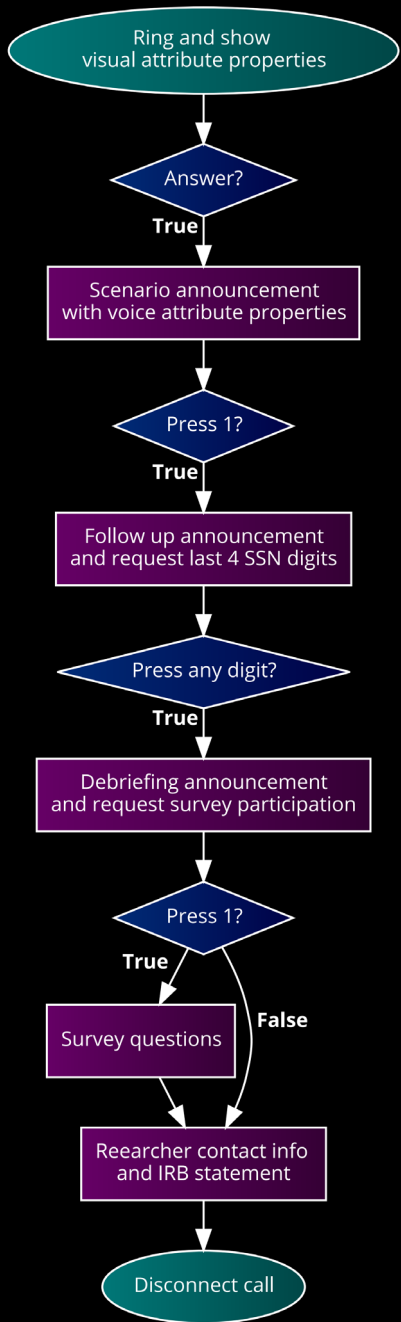 Ring and show
visual attribute properties
Answer?
True
Scenario announcement
with voice attribute properties
Press 1?
True
Follow up announcement
and request last 4 SSN digits
Press any digit?
True
Debriefing announcement
and request survey participation
Press 1?
True
False
Survey questions
Reearcher contact info
and IRB statement
Disconnect call